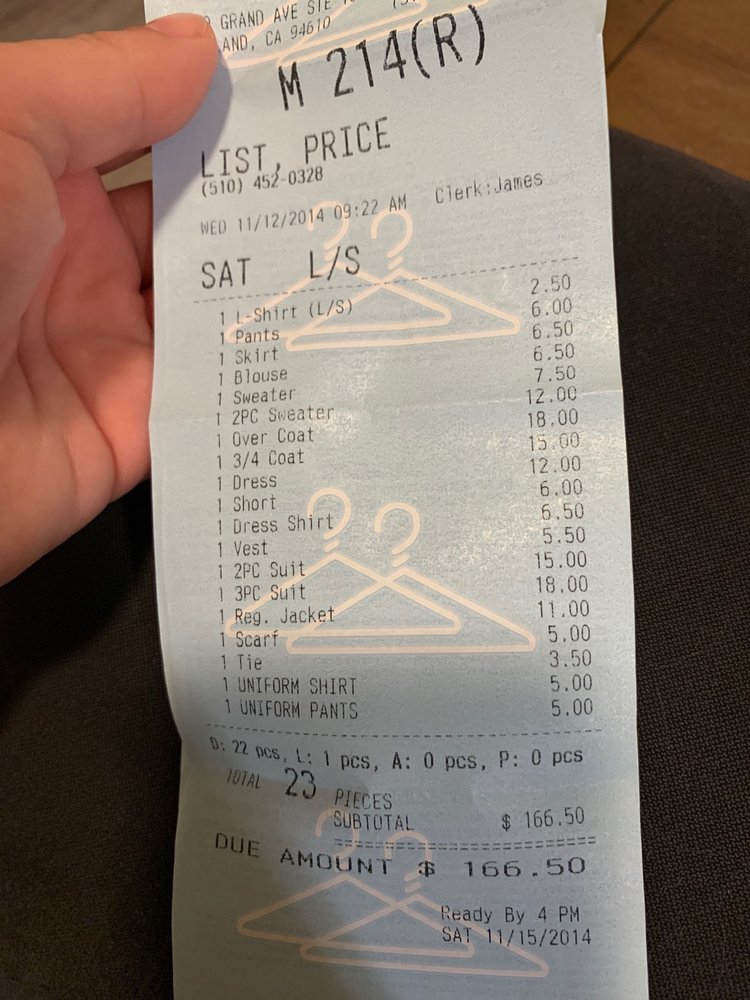 GRAND AVE STE
LAND, CA 94610
M 214(R)
LIST, PRICE
(510) 452-0328
WED 11/12/2014 09:22 AM Clerk:James
SAT L/S
1 L-Shirt (L/S) 2.50
1 Pants 6.00
1 Skirt 6.50
1 Blouse 6.50
1 Sweater 7.50
1 2PC Sweater 12.00
1 Over Coat 18.00
1 3/4 Coat 15.00
1 Dress 12.00
1 Short 6.00
1 Dress Shirt 6.50
1 Vest 5.50
1 2PC Suit 15.00
1 3PC Suit 18.00
1 Reg. Jacket 11.00
1 Scarf 5.00
1 Tie 3.50
1 UNIFORM SHIRT 5.00
1 UNIFORM PANTS 5.00
D: 22 pcs, L: 1 pcs, A: 0 pcs, P: 0 pcs
TOTAL 23 PIECES
SUBTOTAL $ 166.50
DUE AMOUNT $ 166.50
Ready By 4 PM
SAT 11/15/2014